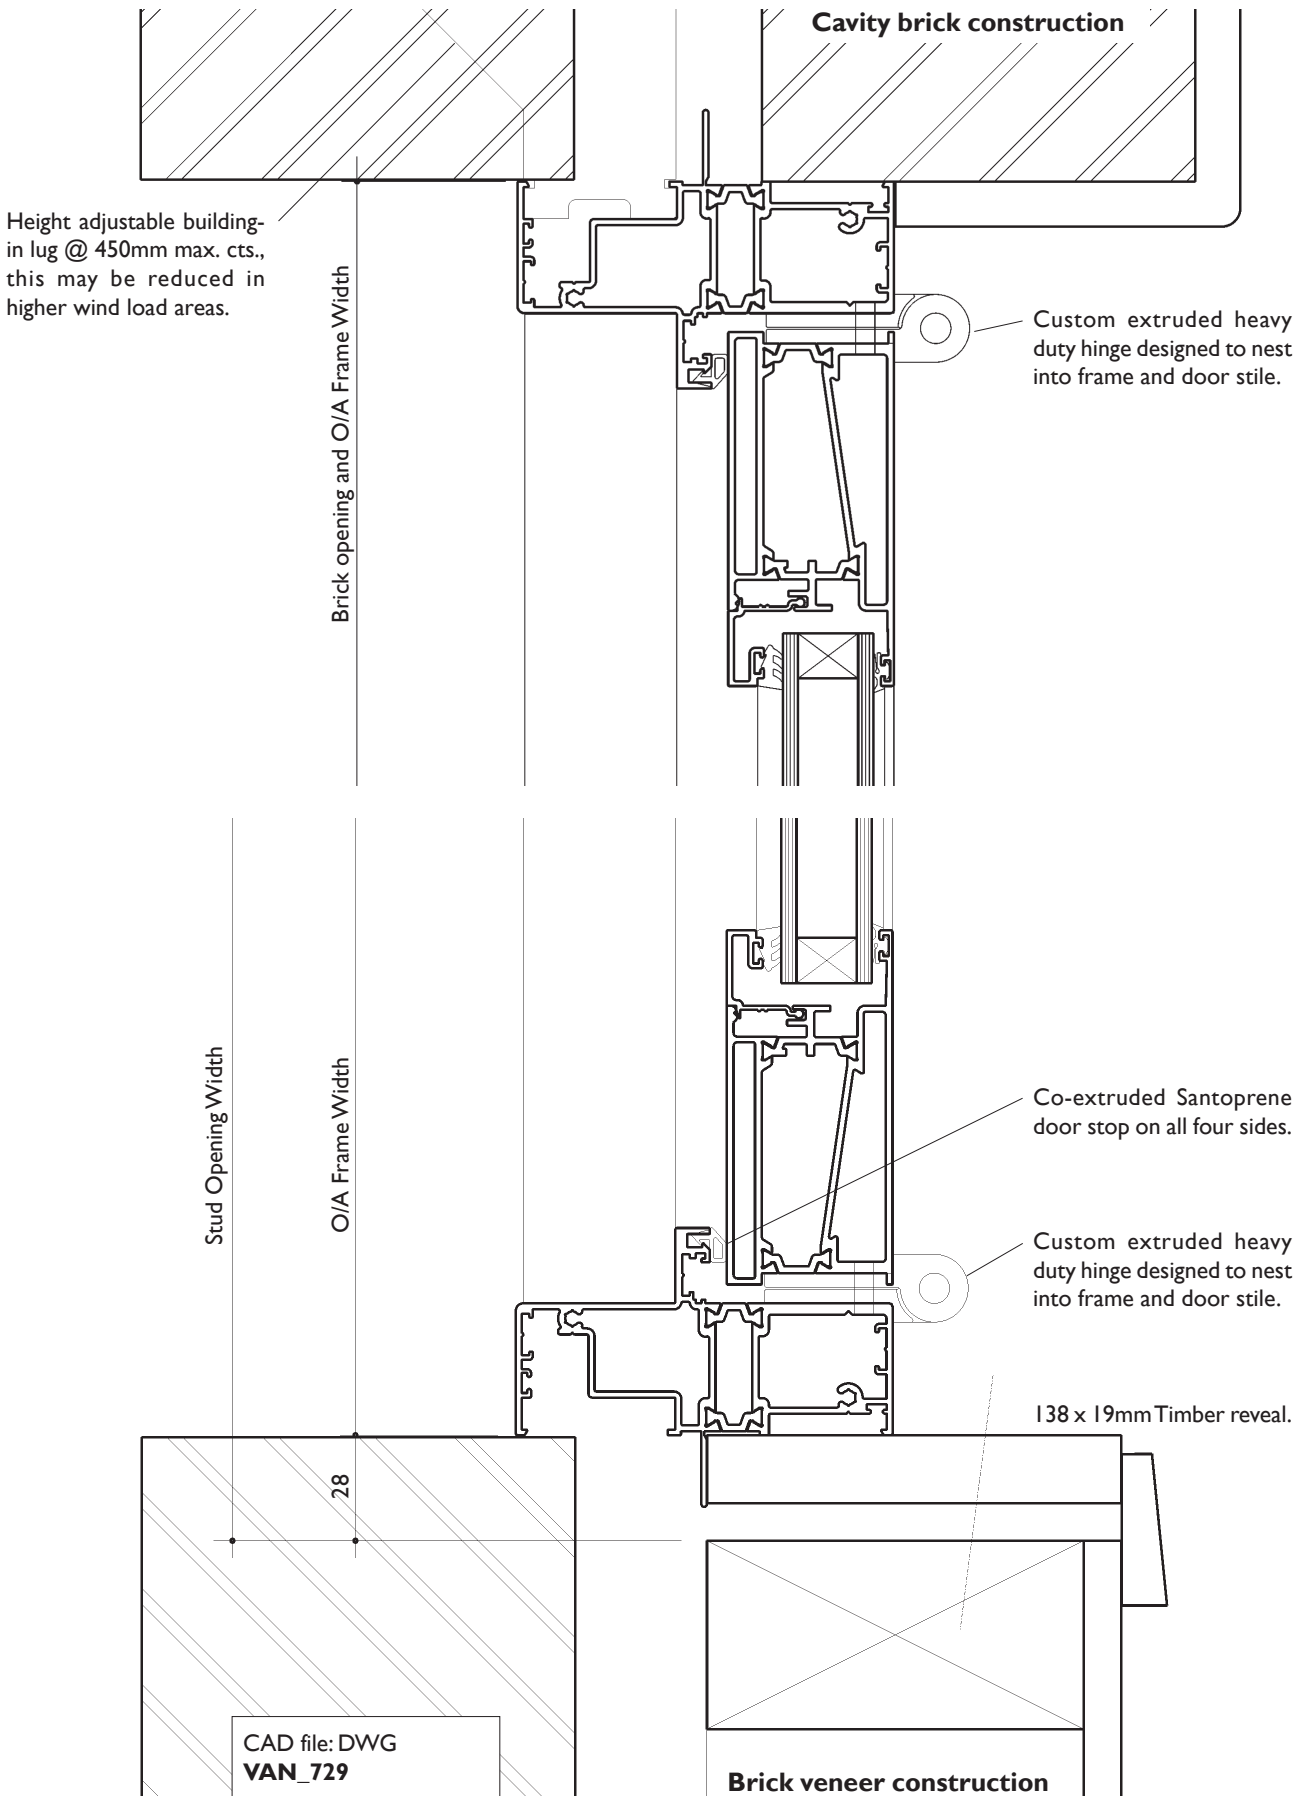 Cavity brick construction
Height adjustable building-
in lug @ 450mm max. cts.,
this may be reduced in
higher wind load areas.
Brick opening and O/A Frame Width
Custom extruded heavy
duty hinge designed to nest
into frame and door stile.
Stud Opening Width
O/A Frame Width
Co-extruded Santoprene
door stop on all four sides.
Custom extruded heavy
duty hinge designed to nest
into frame and door stile.
138 x 19mm Timber reveal.
28
CAD file: DWG
VAN_729
Brick veneer construction